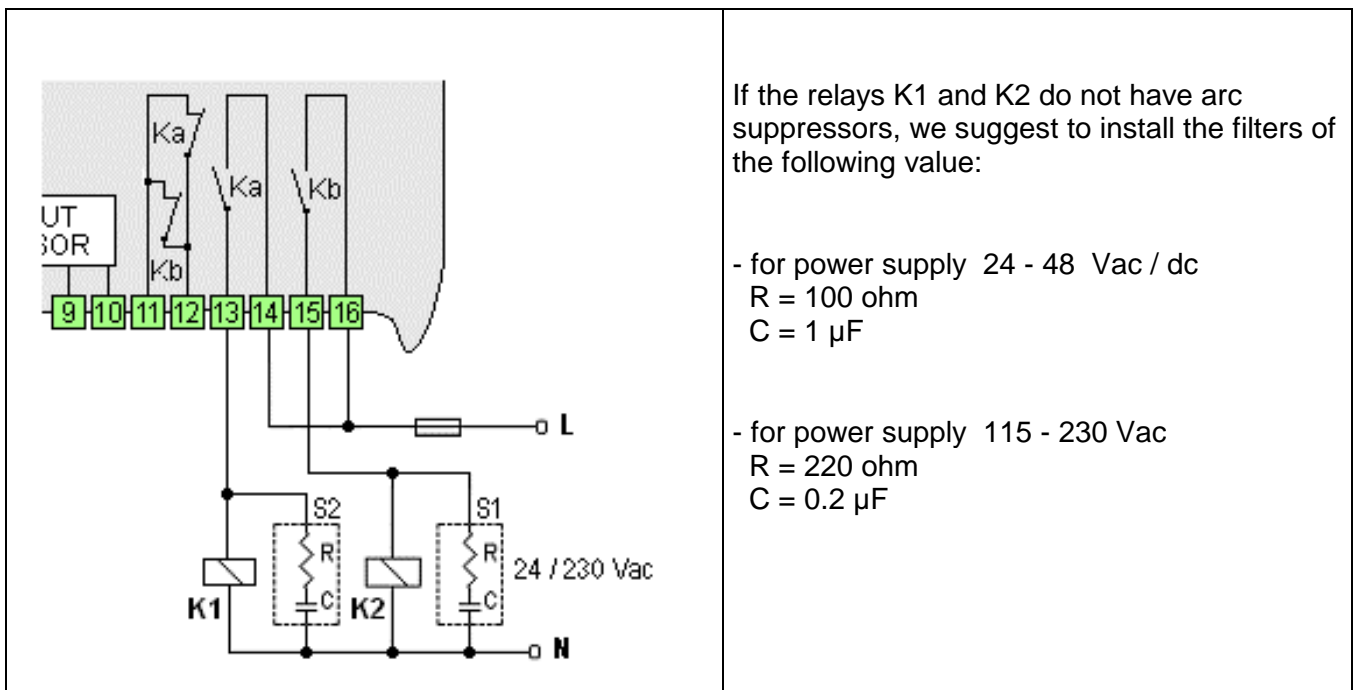 Ka
Ka
Kb
UT
SOR
Kb
9 10 11 12 13 14 15 16
L
S2
S1
R
R
24 / 230 Vac
K1
C
K2
C
N
If the relays K1 and K2 do not have arc
suppressors, we suggest to install the filters of
the following value:
- for power supply 24 - 48 Vac / dc
R = 100 ohm
C = 1 µF
- for power supply 115 - 230 Vac
R = 220 ohm
C = 0.2 µF